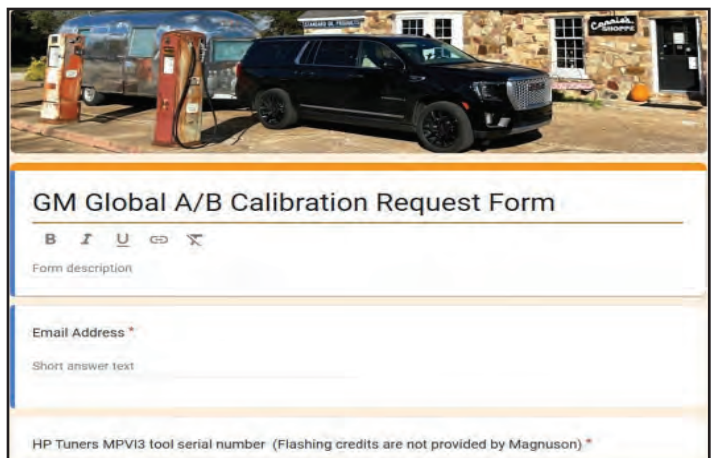 STANDARD OIL PRODUCTS
Connie's
SHOPPE
GM Global A/B Calibration Request Form
B I U
Form description
Email Address *
Short answer text
HP Tuners MPVI3 tool serial number (Flashing credits are not provided by Magnuson) *